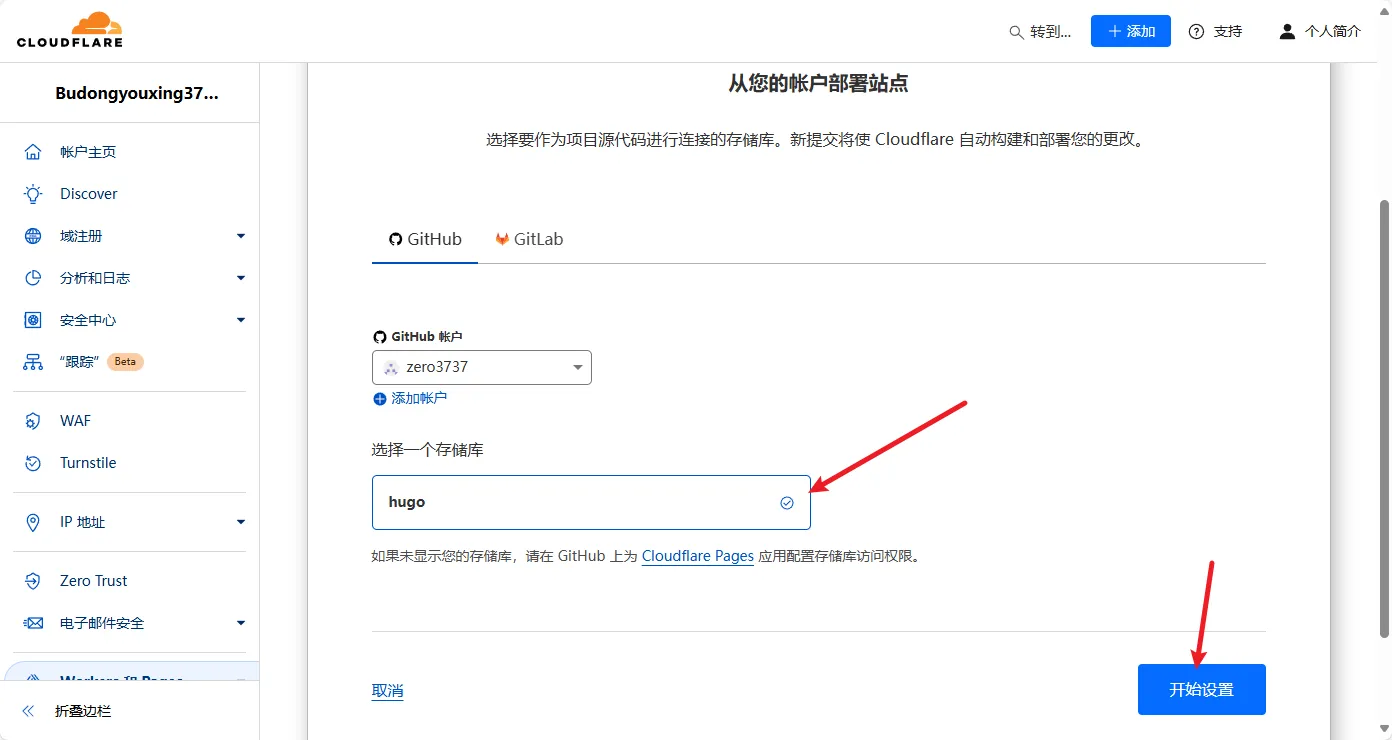 CLOUDFLARE
转到...
添加
支持
个人简介
Budongyouxing37...
帐户主页
Discover
域注册
分析和日志
安全中心
“跟踪” Beta
WAF
Turnstile
IP 地址
Zero Trust
电子邮件安全
Workers 和 Pages
折叠边栏
从您的帐户部署站点
选择要作为项目源代码进行连接的存储库。新提交将使 Cloudflare 自动构建和部署您的更改。
GitHub GitLab
GitHub 帐户
zero3737
添加帐户
选择一个存储库
hugo
如果未显示您的存储库，请在 GitHub 上为 Cloudflare Pages 应用配置存储库访问权限。
取消
开始设置